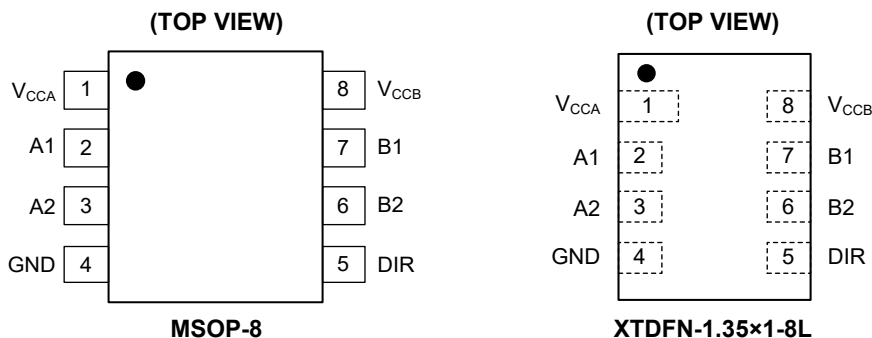 (TOP VIEW)
VCCA 1 8 VCCB
A1 2 7 B1
A2 3 6 B2
GND 4 5 DIR
MSOP-8
(TOP VIEW)
VCCA 1 8 VCCB
A1 2 7 B1
A2 3 6 B2
GND 4 5 DIR
XTDFN-1.35×1-8L